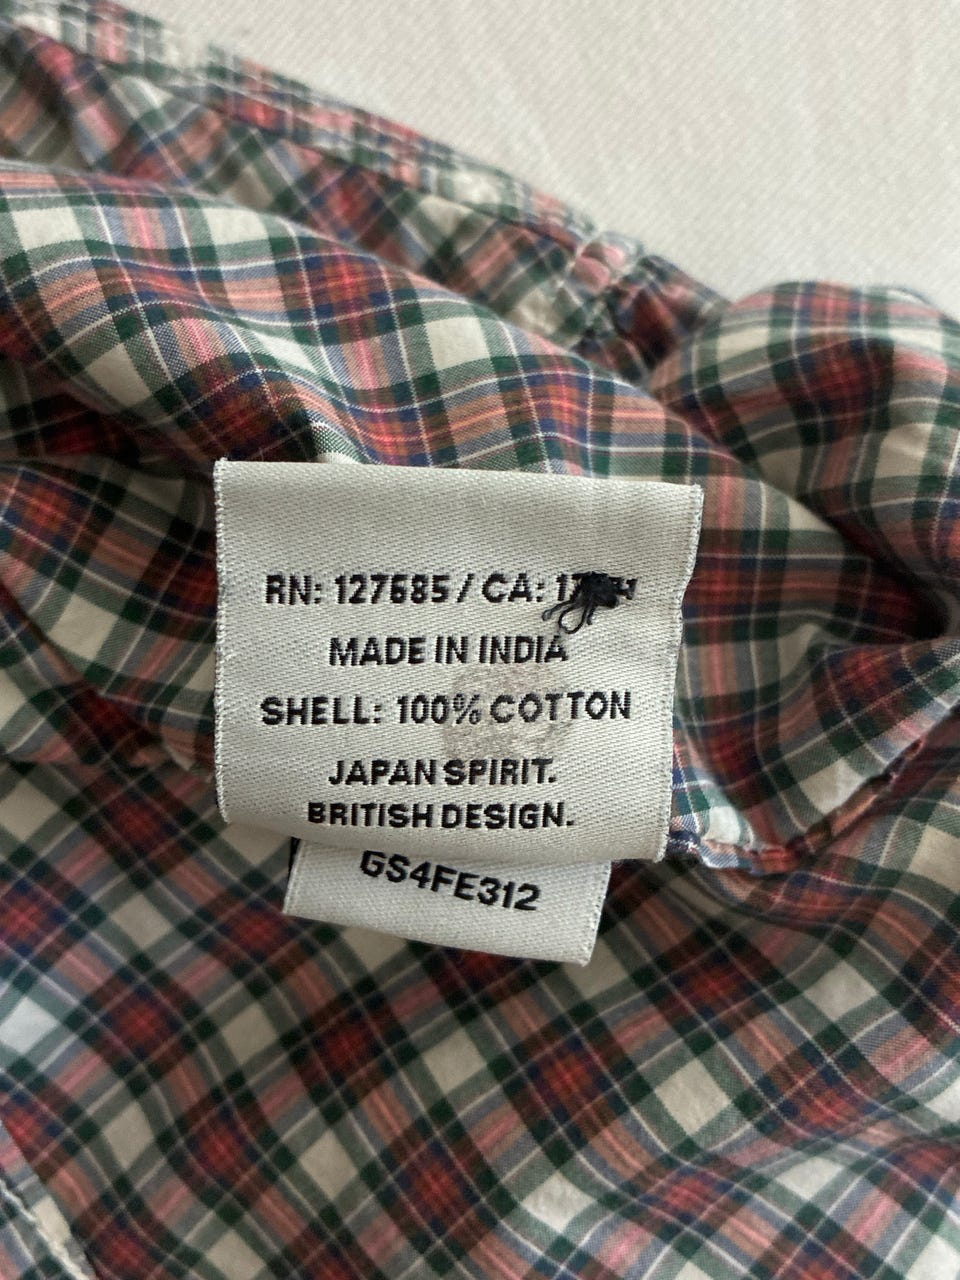 RN: 127685 / CA:
MADE IN INDIA
SHELL: 100% COTTON
JAPAN SPIRIT.
BRITISH DESIGN.
GS4FE312